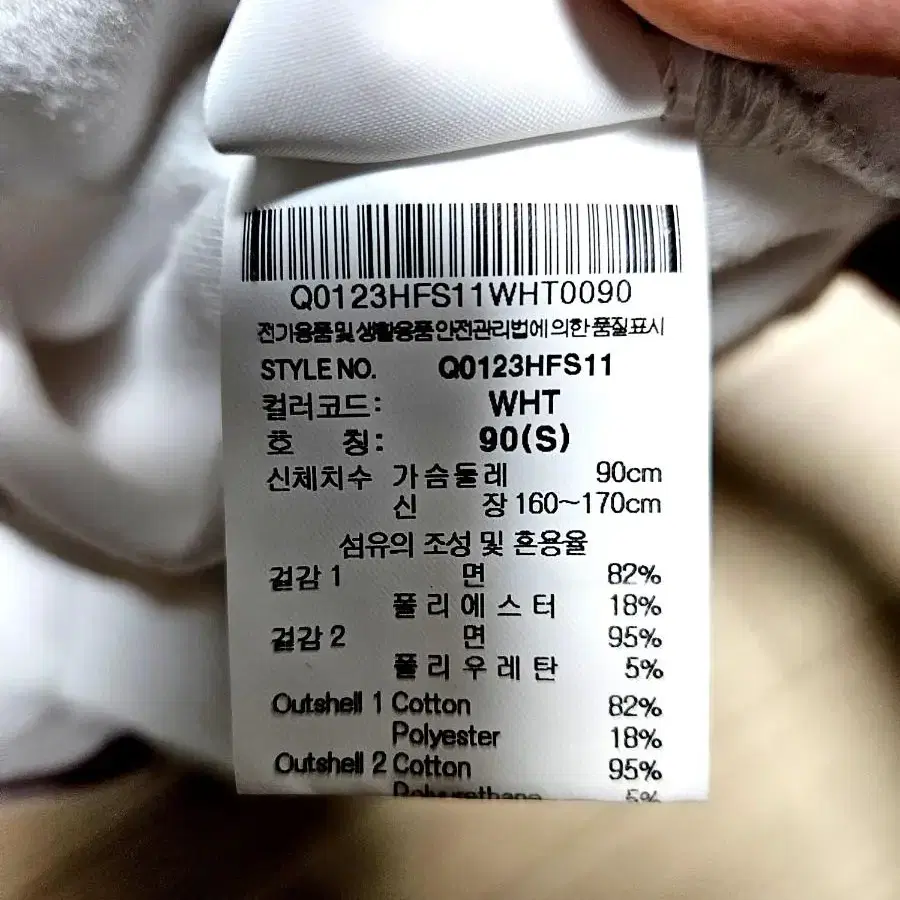 Q0123HFS11WHT0090
전기용품 및 생활용품 안전관리법에 의한 품질표시
STYLE NO. Q0123HFS11
컬러코드: WHT
호 칭: 90(S)
신체치수 가슴둘레 90cm
신 장 160~170cm
섬유의 조성 및 혼용율
겉감 1 면 82%
폴리에스터 18%
겉감 2 면 95%
폴리우레탄 5%
Outshell 1 Cotton 82%
Polyester 18%
Outshell 2 Cotton 95%
Polyurethane 5%